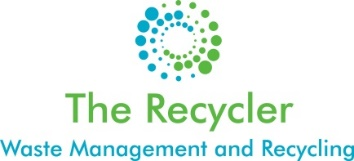 The Recycler
Waste Management and Recycling